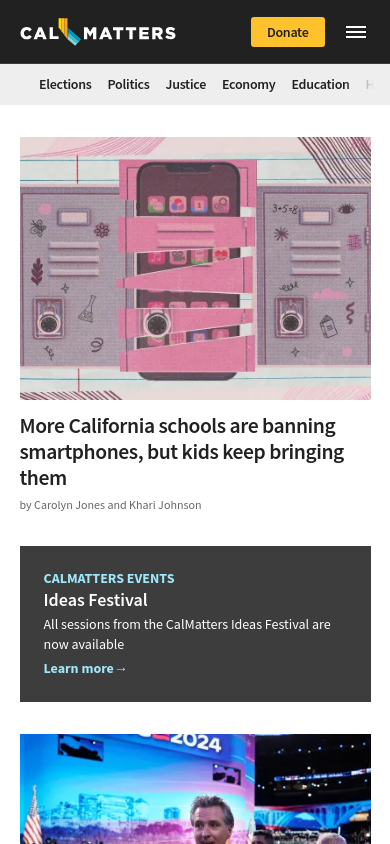 CALMATTERS
Donate
Elections Politics Justice Economy Education
3+5=8
More California schools are banning
smartphones, but kids keep bringing
them
by Carolyn Jones and Khari Johnson
CALMATTERS EVENTS
Ideas Festival
All sessions from the CalMatters Ideas Festival are
now available
Learn more→
2024